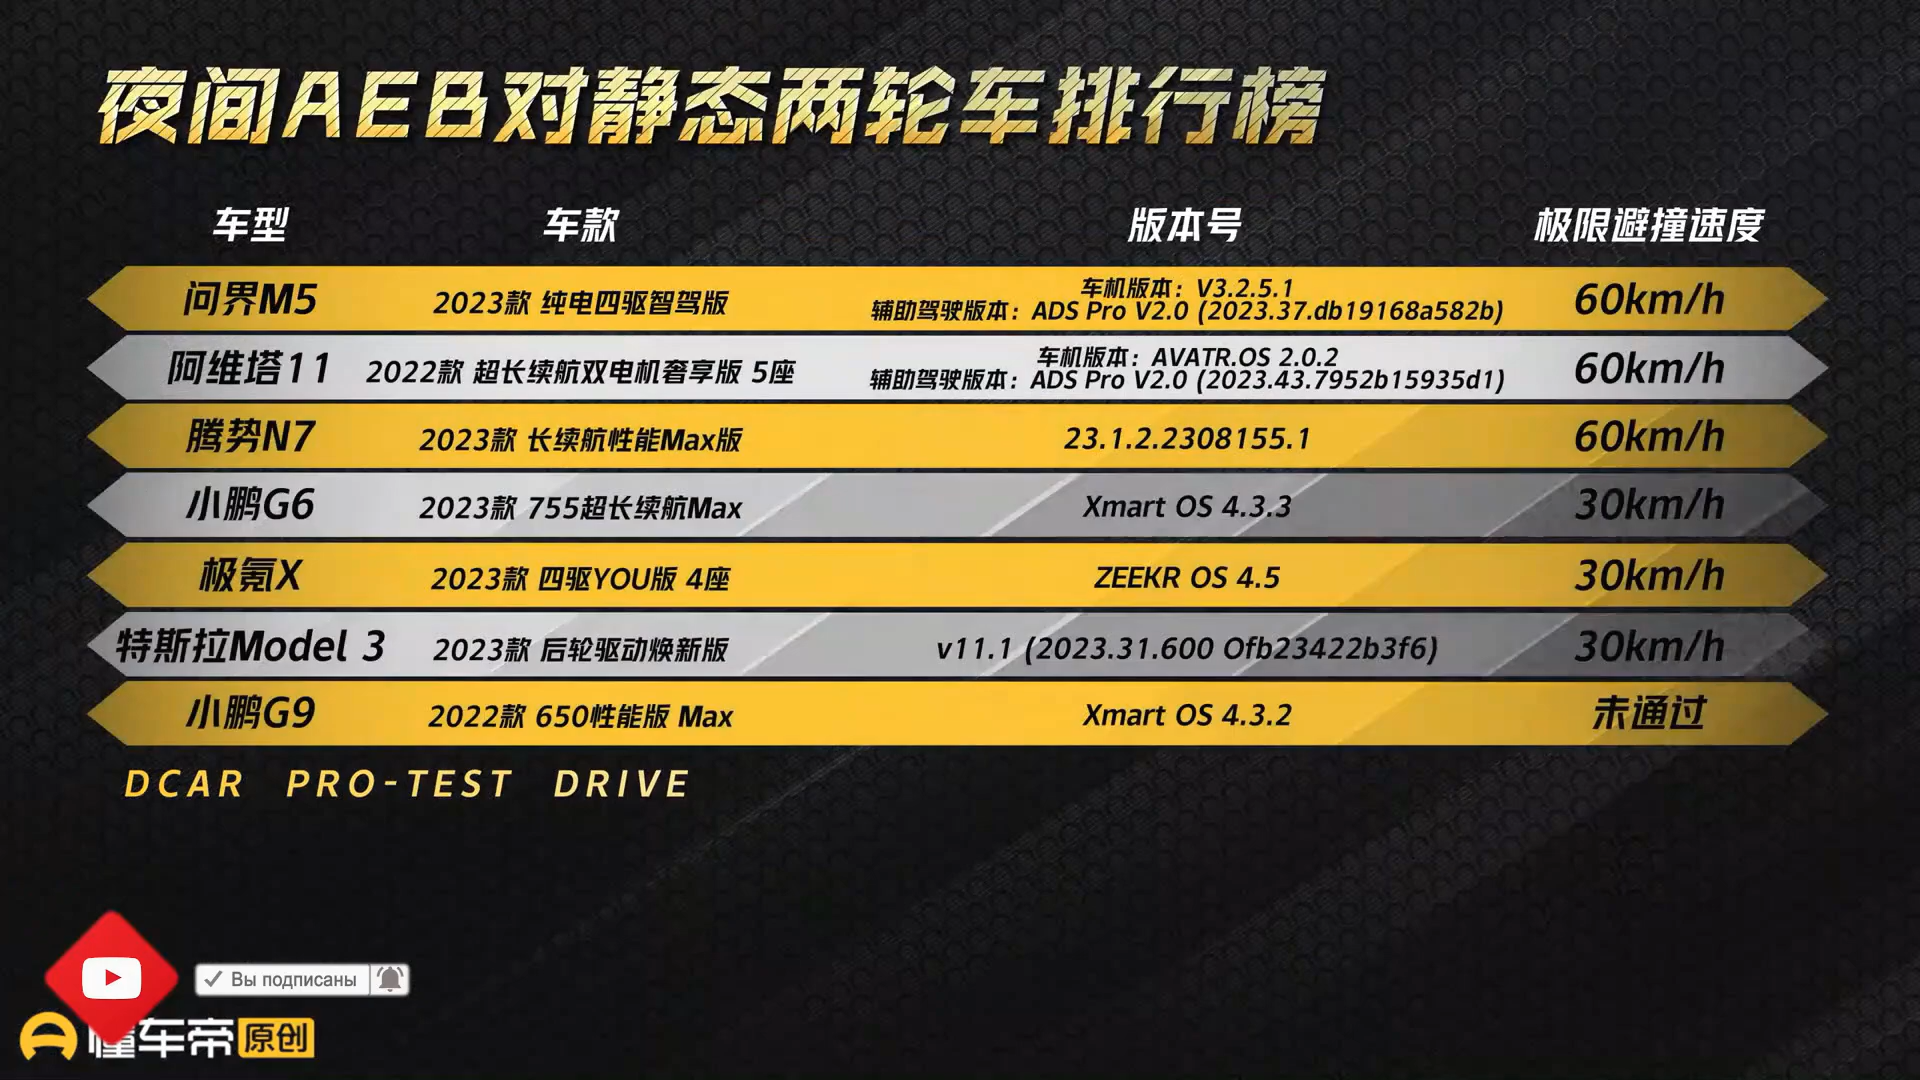 夜间AEB对静态两轮车排行榜
车型 车款 版本号 极限避撞速度
问界M5 2023款 纯电四驱智驾版 车机版本：V3.2.5.1 60km/h
辅助驾驶版本：ADS Pro V2.0 (2023.37.db19168a582b)
阿维塔11 2022款 超长续航双电机奢享版 5座 车机版本：AVATR.OS 2.0.2 60km/h
辅助驾驶版本：ADS Pro V2.0 (2023.43.7952b15935d1)
腾势N7 2023款 长续航性能Max版 23.1.2.2308155.1 60km/h
小鹏G6 2023款 755超长续航Max Xmart OS 4.3.3 30km/h
极氪X 2023款 四驱YOU版 4座 ZEEKR OS 4.5 30km/h
特斯拉Model 3 2023款 后轮驱动焕新版 v11.1 (2023.31.600 0fb23422b3f6) 30km/h
小鹏G9 2022款 650性能版 Max Xmart OS 4.3.2 未通过
DCAR PRO-TEST DRIVE
Вы подписаны
懂车帝 原创